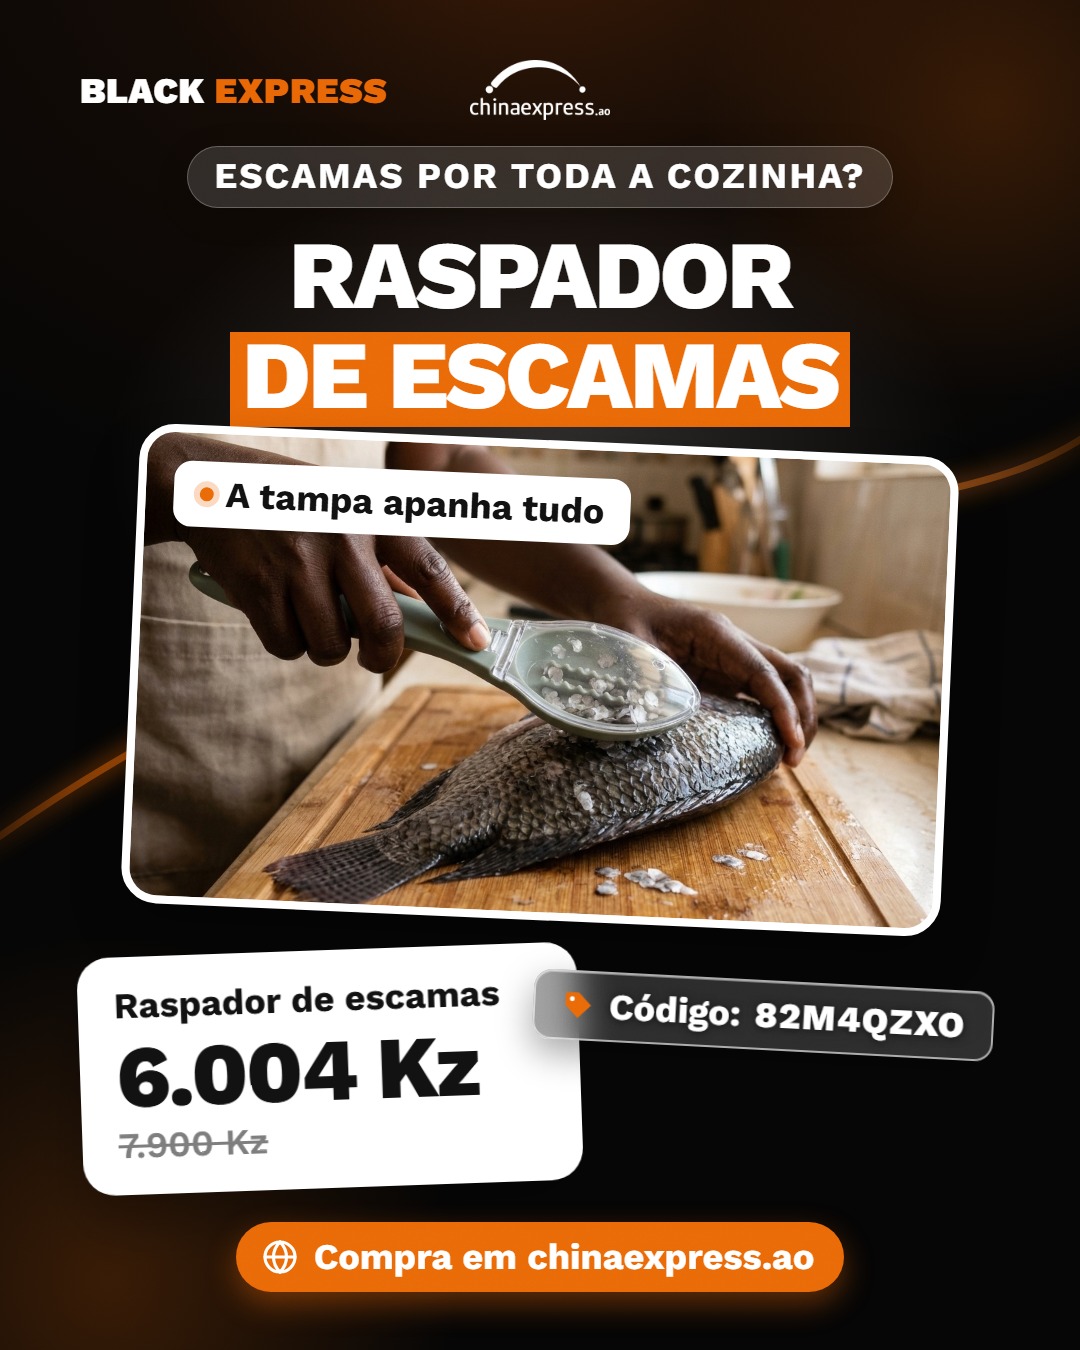 BLACK EXPRESS
chinaexpress.ao
ESCAMAS POR TODA A COZINHA?
RASPADOR
DE ESCAMAS
A tampa apanha tudo
Raspador de escamas
6.004 Kz
7.900 Kz
Código: 82M4QZXO
Compra em chinaexpress.ao